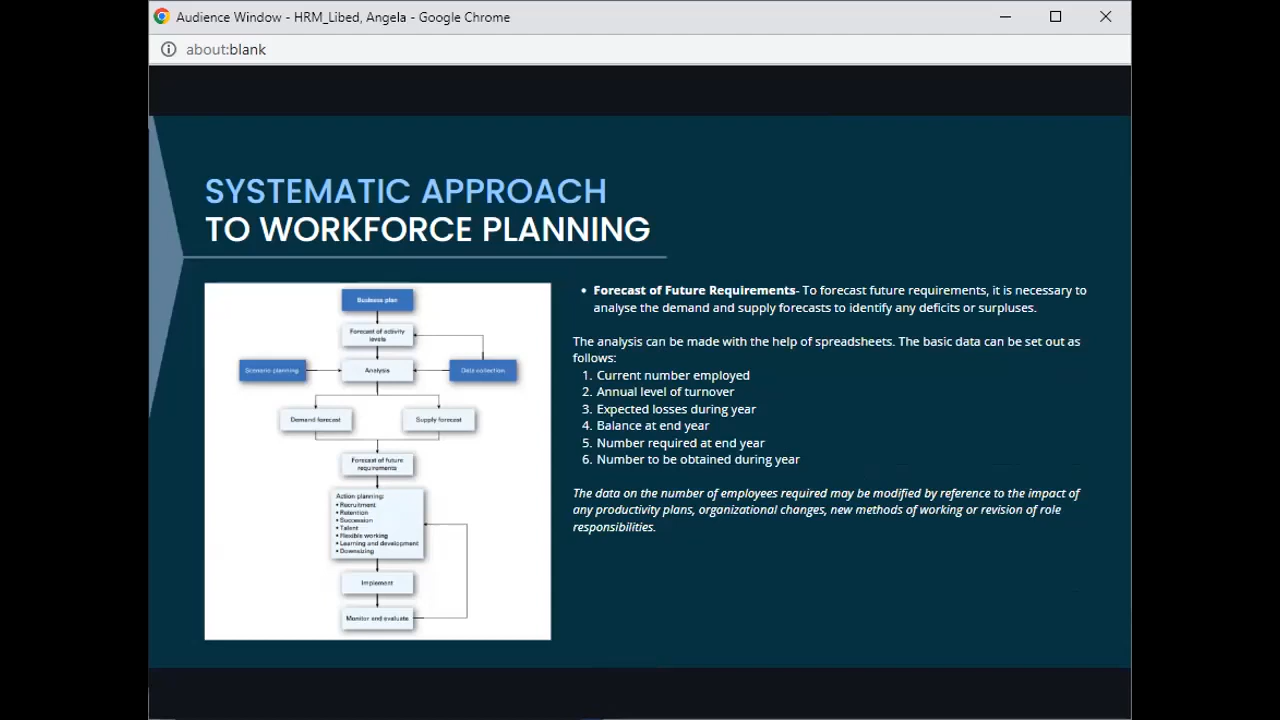 Audience Window - HRM_Libed, Angela - Google Chrome
about:blank
SYSTEMATIC APPROACH
TO WORKFORCE PLANNING
Business plan
Forecast of activity
levels
Scenario planning
Analysis
Data collection
Demand forecast
Supply forecast
Forecast of future
requirements
Action planning:
• Recruitment
• Retention
• Succession
• Talent
• Flexible working
• Learning and development
• Downsizing
Implement
Monitor and evaluate
• Forecast of Future Requirements- To forecast future requirements, it is necessary to
analyse the demand and supply forecasts to identify any deficits or surpluses.
The analysis can be made with the help of spreadsheets. The basic data can be set out as
follows:
1. Current number employed
2. Annual level of turnover
3. Expected losses during year
4. Balance at end year
5. Number required at end year
6. Number to be obtained during year
The data on the number of employees required may be modified by reference to the impact of
any productivity plans, organizational changes, new methods of working or revision of role
responsibilities.